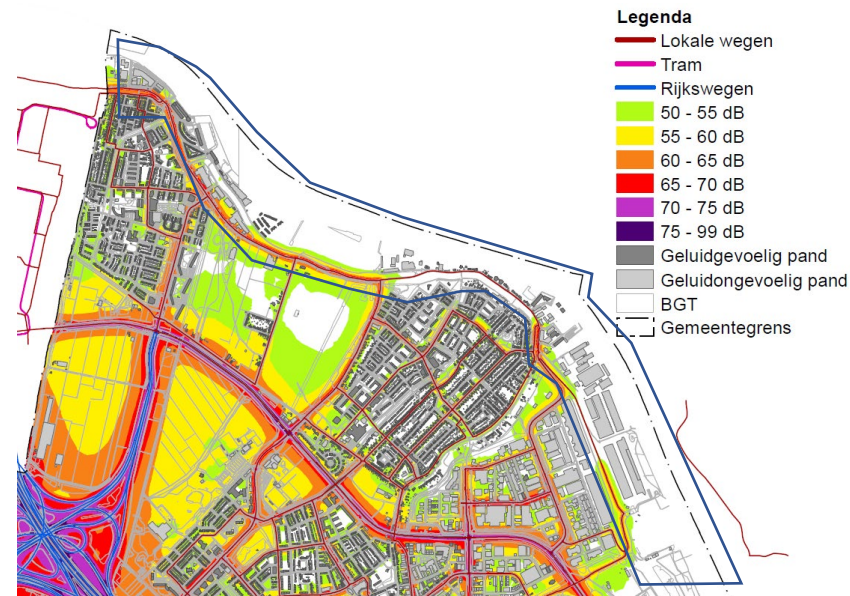 Legenda
Lokale wegen
Tram
Rijkswegen
50 - 55 dB
55 - 60 dB
60 - 65 dB
65 - 70 dB
70 - 75 dB
75 - 99 dB
Geluidgevoelig pand
Geluidongevoelig pand
BGT
Gemeentegrens